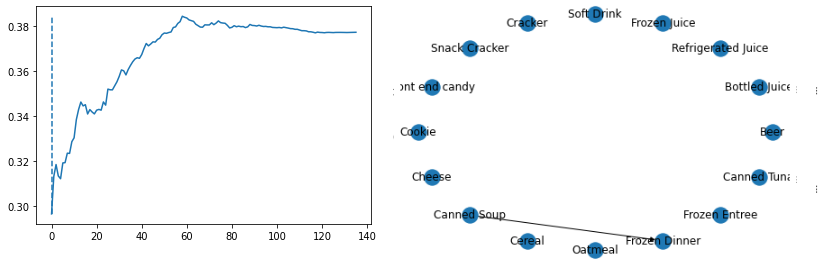 0.38
0.36
0.34
0.32
0.30
0
20
40
60
80
100
120
140
Soft Drink
Cracker
Frozen Juice
Snack Cracker
Refrigerated Juice
ont end candy
Bottled Juice
Cookie
Beer
Cheese
Canned Tuna
Canned Soup
Frozen Entree
Cereal
Frozen Dinner
Oatmeal